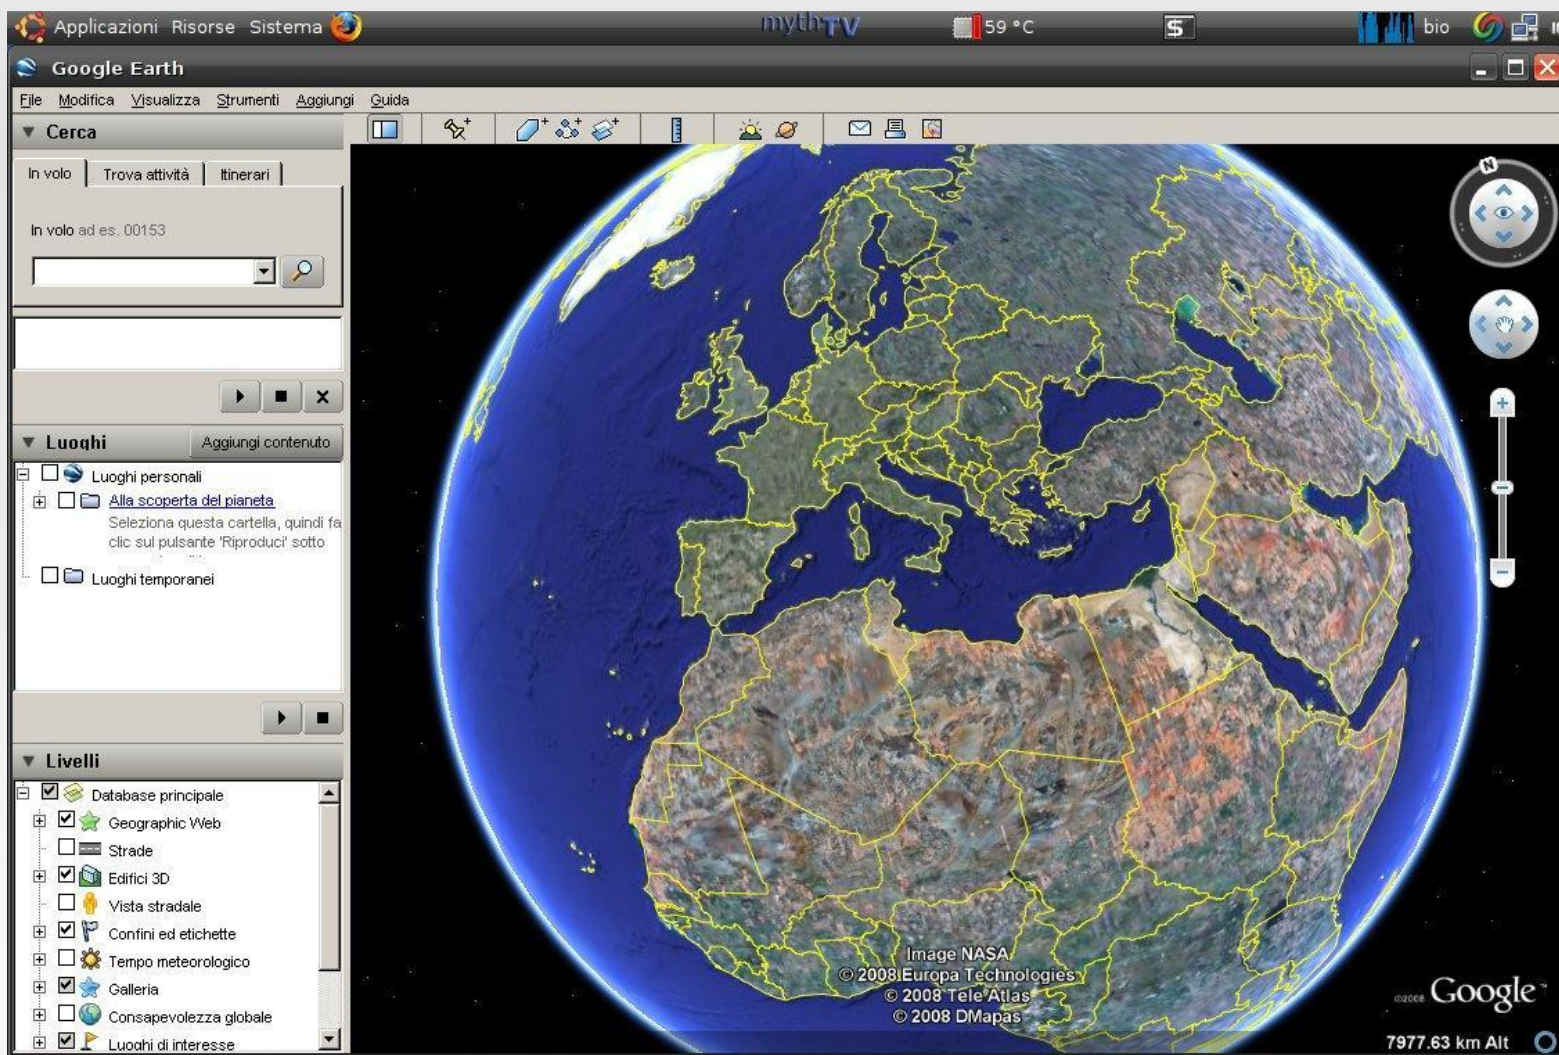 Applicazioni Risorse Sistema
mythTV
59 °C
$
bio
Google Earth
File Modifica Visualizza Strumenti Aggiungi Guida
Cerca
In volo Trova attività Itinerari
In volo ad es. 00153
N
Luoghi Aggiungi contenuto
Luoghi personali
Alla scoperta del pianeta
Seleziona questa cartella, quindi fa
clic sul pulsante 'Riproduci' sotto
Luoghi temporanei
Livelli
Database principale
Geographic Web
Strade
Edifici 3D
Vista stradale
Confini ed etichette
Tempo meteorologico
Galleria
Consapevolezza globale
Luoghi di interesse
Image NASA
© 2008 Europa Technologies
© 2008 Tele Atlas
© 2008 DMapas
©2008 Google™
7977.63 km Alt